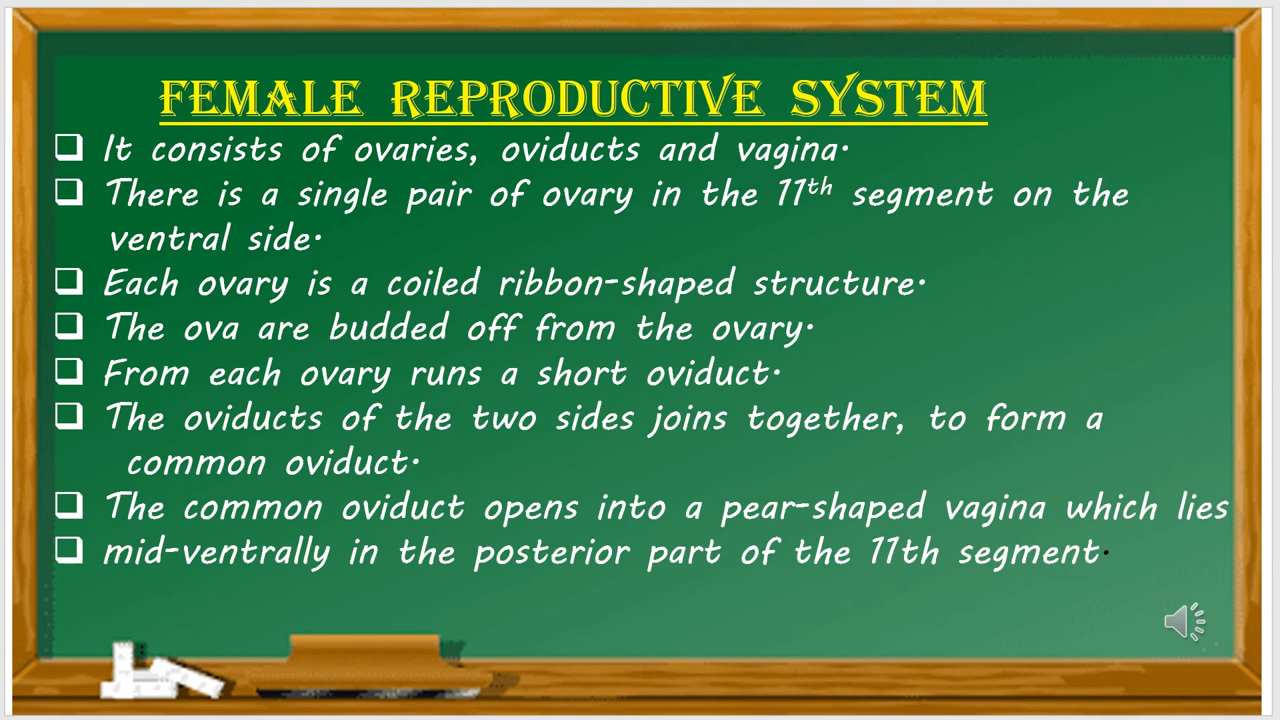 FEMALE REPRODUCTIVE SYSTEM
❑ It consists of ovaries, oviducts and vagina.
❑ There is a single pair of ovary in the 11th segment on the
ventral side.
❑ Each ovary is a coiled ribbon-shaped structure.
❑ The ova are budded off from the ovary.
❑ From each ovary runs a short oviduct.
❑ The oviducts of the two sides joins together, to form a
common oviduct.
❑ The common oviduct opens into a pear-shaped vagina which lies
❑ mid-ventrally in the posterior part of the 11th segment.